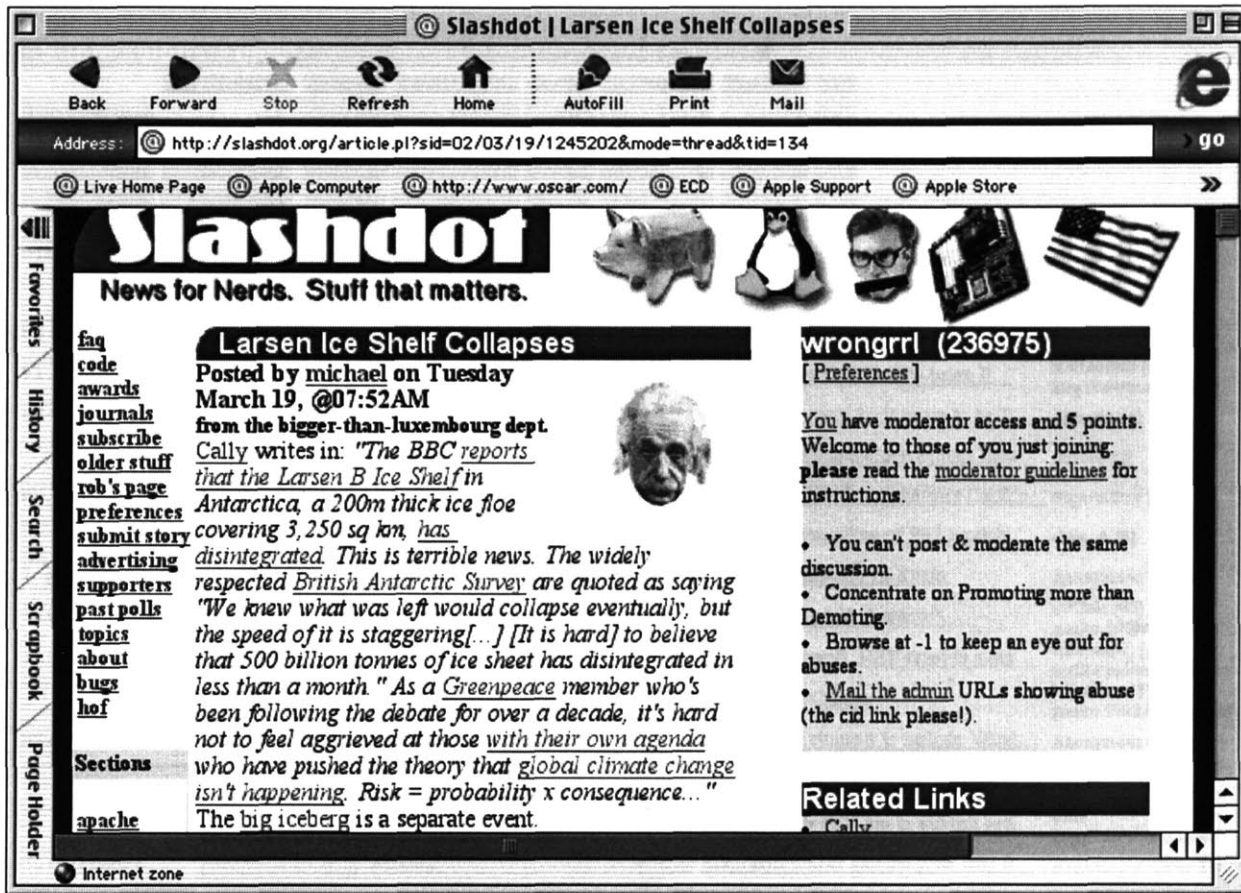 Slashdot | Larsen Ice Shelf Collapses
Back Forward Stop Refresh Home AutoFill Print Mail
Address: http://slashdot.org/article.pl?sid=02/03/19/1245202&mode=thread&tid=134 go
Live Home Page Apple Computer http://www.oscar.com/ ECD Apple Support Apple Store »
Favorites
History
Search
Scrapbook
Page Holder
Slashdot
News for Nerds. Stuff that matters.
faq
code
awards
journals
subscribe
older stuff
rob's page
preferences
submit story
advertising
supporters
past polls
topics
about
bugs
hof
Sections
apache
Larsen Ice Shelf Collapses
Posted by michael on Tuesday
March 19, @07:52AM
from the bigger-than-luxembourg dept.
Cally writes in: "The BBC reports
that the Larsen B Ice Shelf in
Antarctica, a 200m thick ice floe
covering 3,250 sq km, has
disintegrated. This is terrible news. The widely
respected British Antarctic Survey are quoted as saying
'We knew what was left would collapse eventually, but
the speed of it is staggering[...] [It is hard] to believe
that 500 billion tonnes of ice sheet has disintegrated in
less than a month." As a Greenpeace member who's
been following the debate for over a decade, it's hard
not to feel aggrieved at those with their own agenda
who have pushed the theory that global climate change
isn't happening. Risk = probability x consequence..."
The big iceberg is a separate event.
wrongrrl (236975)
[ Preferences ]
You have moderator access and 5 points.
Welcome to those of you just joining:
please read the moderator guidelines for
instructions.
• You can't post & moderate the same
discussion.
• Concentrate on Promoting more than
Demoting.
• Browse at -1 to keep an eye out for
abuses.
• Mail the admin URLs showing abuse
(the cid link please!).
Related Links
• Cally
Internet zone